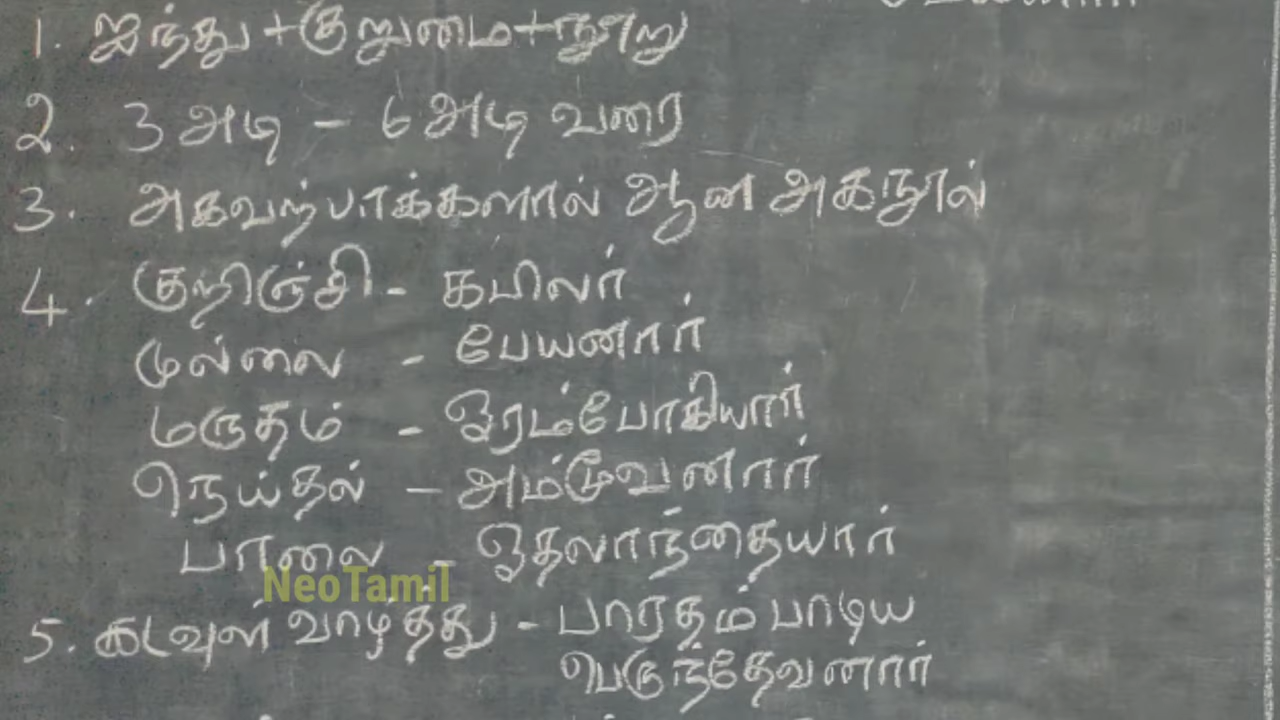 1. ஐந்து+குறுமை+நூறு
2. 3 அடி - 6 அடி வரை
3. அகவற்பாக்களால் ஆன அகநூல்
4. குறிஞ்சி - கபிலர்
முல்லை - பேயனார்
மருதம் - ஓரம்போகியார்
நெய்தல் - அம்மூவனார்
பாலை - ஓதலாந்தையார்
NeoTamil
5. கடவுள் வாழ்த்து - பாரதம் பாடிய
பெருந்தேவனார்